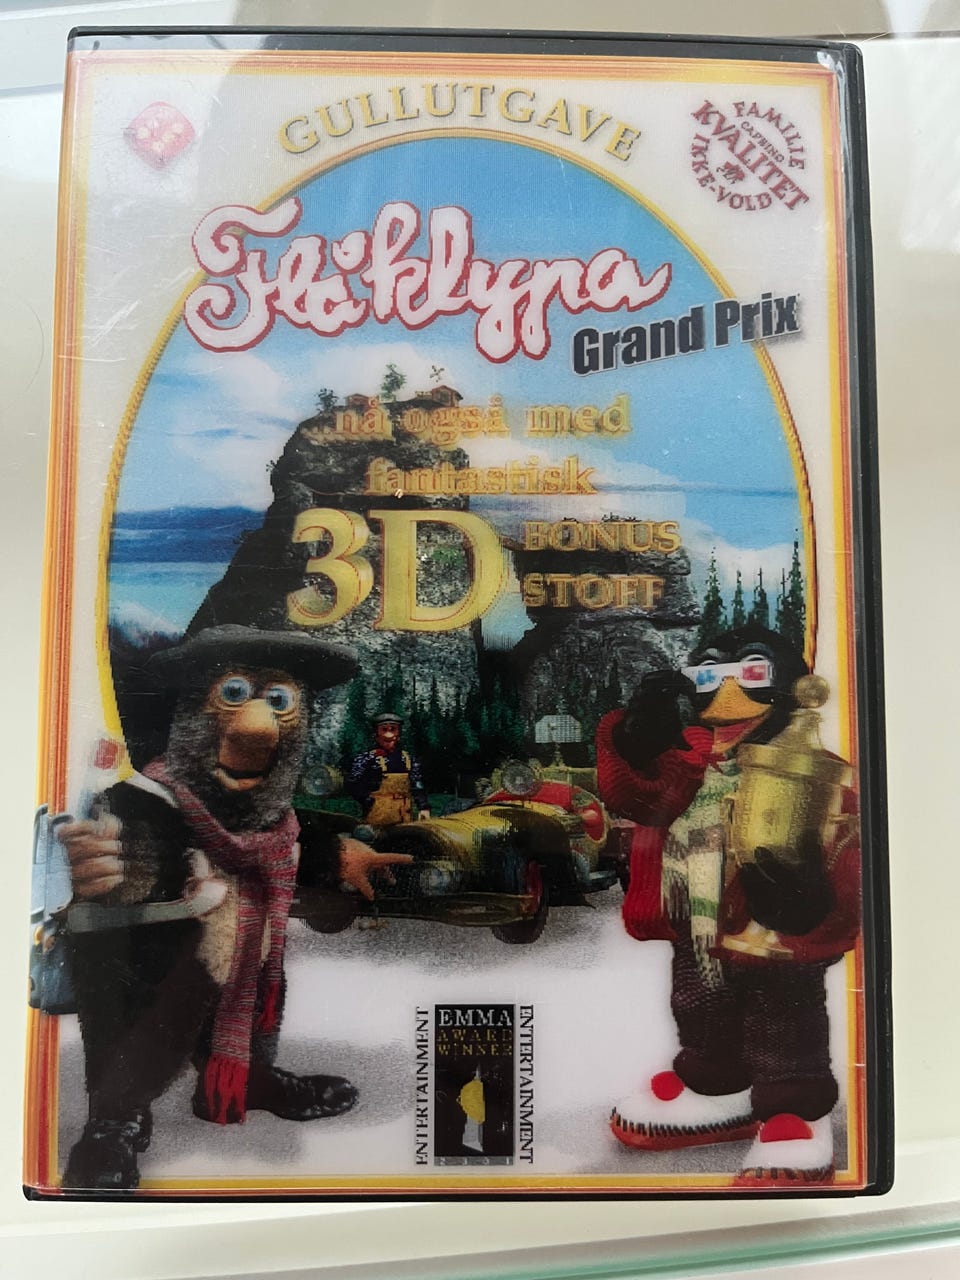 GULLUTGAVE
FAMILIE
CAPRINO
KVALITET
IKKE-VOLD
Flåklypa
Grand Prix
nå også med
fantastisk
3D BONUS
STOFF
ENTERTAINMENT
EMMA
AWARD
WINNER
ENTERTAINMENT